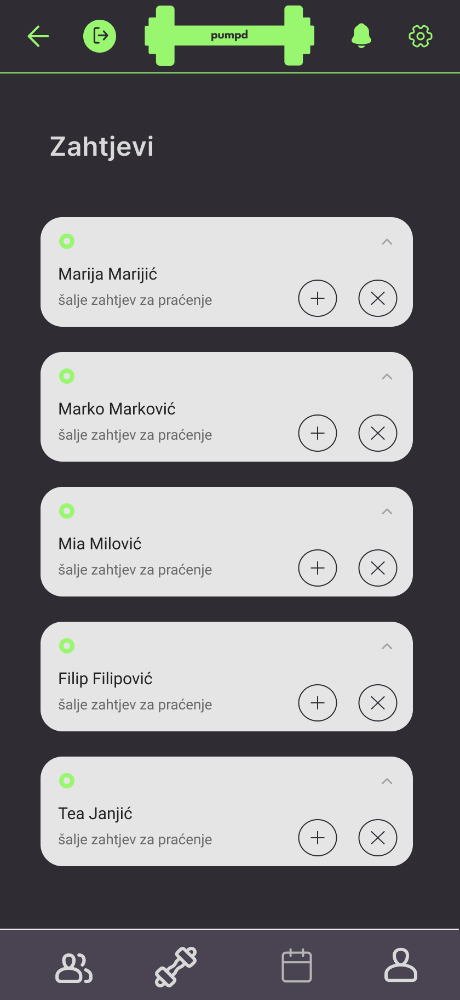 pumpd
Zahtjevi
Marija Marijić
šalje zahtjev za praćenje
Marko Marković
šalje zahtjev za praćenje
Mia Milović
šalje zahtjev za praćenje
Filip Filipović
šalje zahtjev za praćenje
Tea Janjić
šalje zahtjev za praćenje